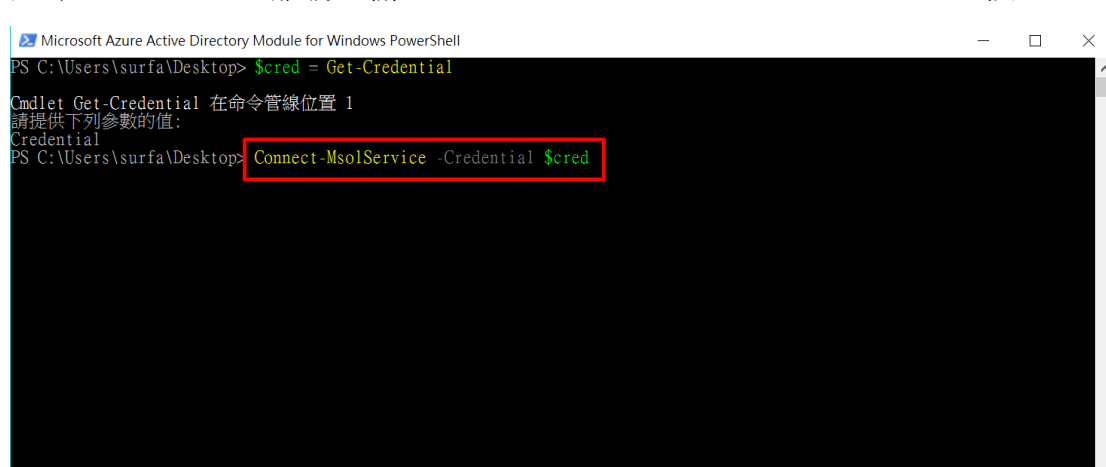 Microsoft Azure Active Directory Module for Windows PowerShell
PS C:\Users\surfa\Desktop> $cred = Get-Credential
Cmdlet Get-Credential 在命令管線位置 1
請提供下列參數的值:
Credential
PS C:\Users\surfa\Desktop> Connect-MsolService -Credential $cred